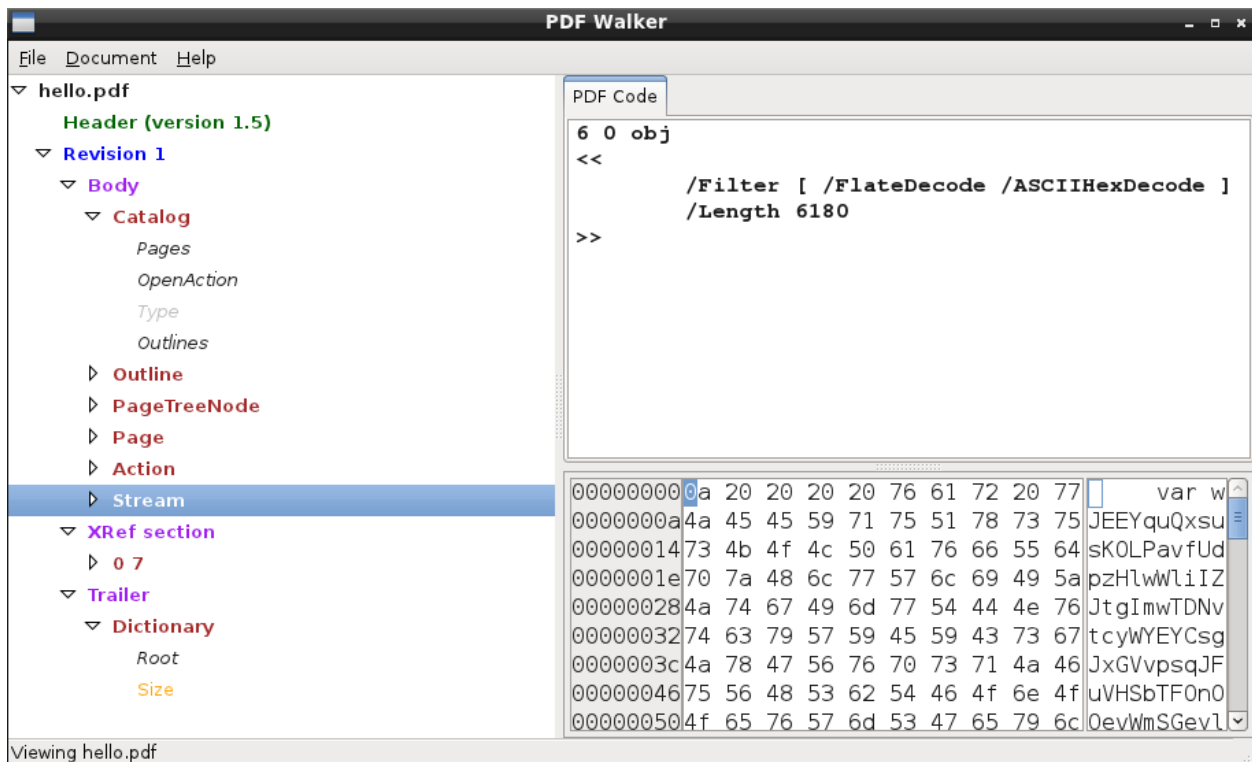 PDF Walker
File Document Help
hello.pdf
Header (version 1.5)
Revision 1
Body
Catalog
Pages
OpenAction
Type
Outlines
Outline
PageTreeNode
Page
Action
Stream
XRef section
0 7
Trailer
Dictionary
Root
Size
PDF Code
6 0 obj
<<
/Filter [ /FlateDecode /ASCIIHexDecode ]
/Length 6180
>>
00000000 0a 20 20 20 20 76 61 72 20 77 var w
0000000a 4a 45 45 59 71 75 51 78 73 75 JEEYquQxsu
00000014 73 4b 4f 4c 50 61 76 66 55 64 sKOLPavfUd
0000001e 70 7a 48 6c 77 57 6c 69 49 5a pzHlwWliIZ
00000028 4a 74 67 49 6d 77 54 44 4e 76 JtgImwTDNv
00000032 74 63 79 57 59 45 59 43 73 67 tcyWYEYCsg
0000003c 4a 78 47 56 76 70 73 71 4a 46 JxGVvpsqJF
00000046 75 56 48 53 62 54 46 4f 6e 4f uVHSbTFOnO
00000050 4f 65 76 57 6d 53 47 65 79 6c OevWmSGeyl
Viewing hello.pdf